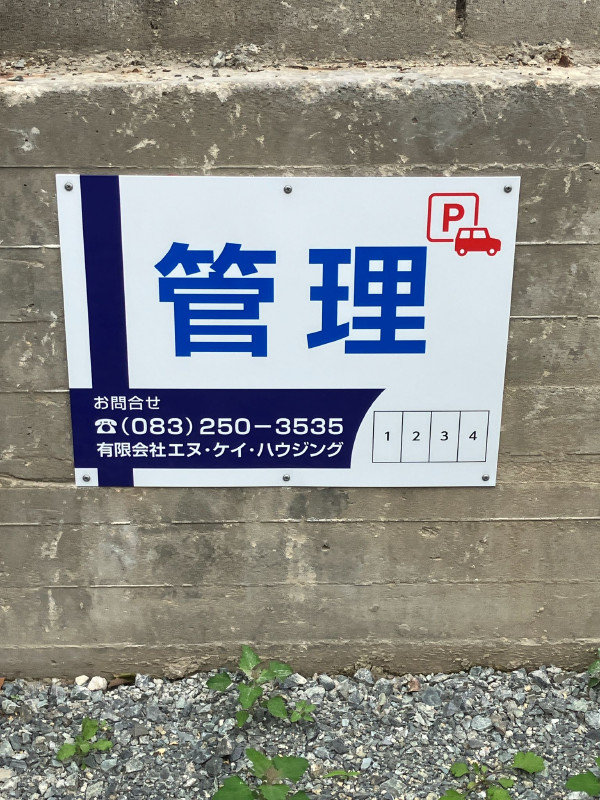 P
管理
お問合せ
☎(083)250-3535
有限会社エヌ・ケイ・ハウジング
1 2 3 4